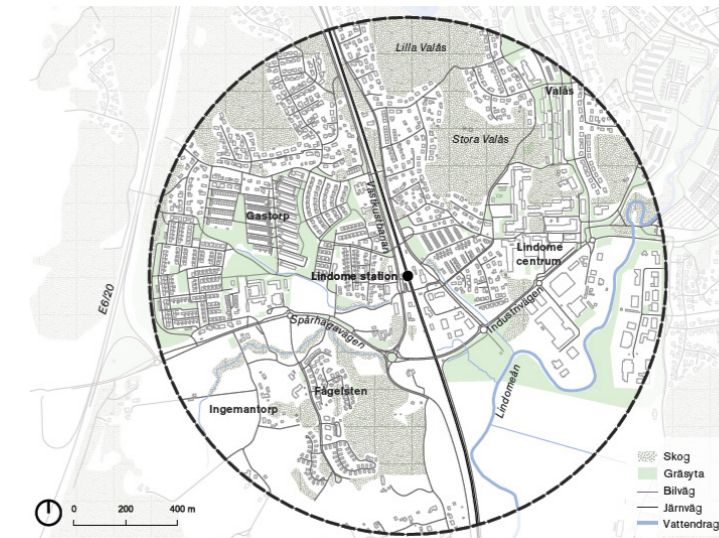 Lilla Valås
Valås
Stora Valås
Västkustbanan
Gastorp
Lindome
centrum
Lindome station
E6/20
Industrivägen
Spårhagavägen
Lindomeån
Fågelsten
Ingemantorp
Skog
Gräsyta
Bilväg
Järnväg
Vattendrag
0 200 400 m